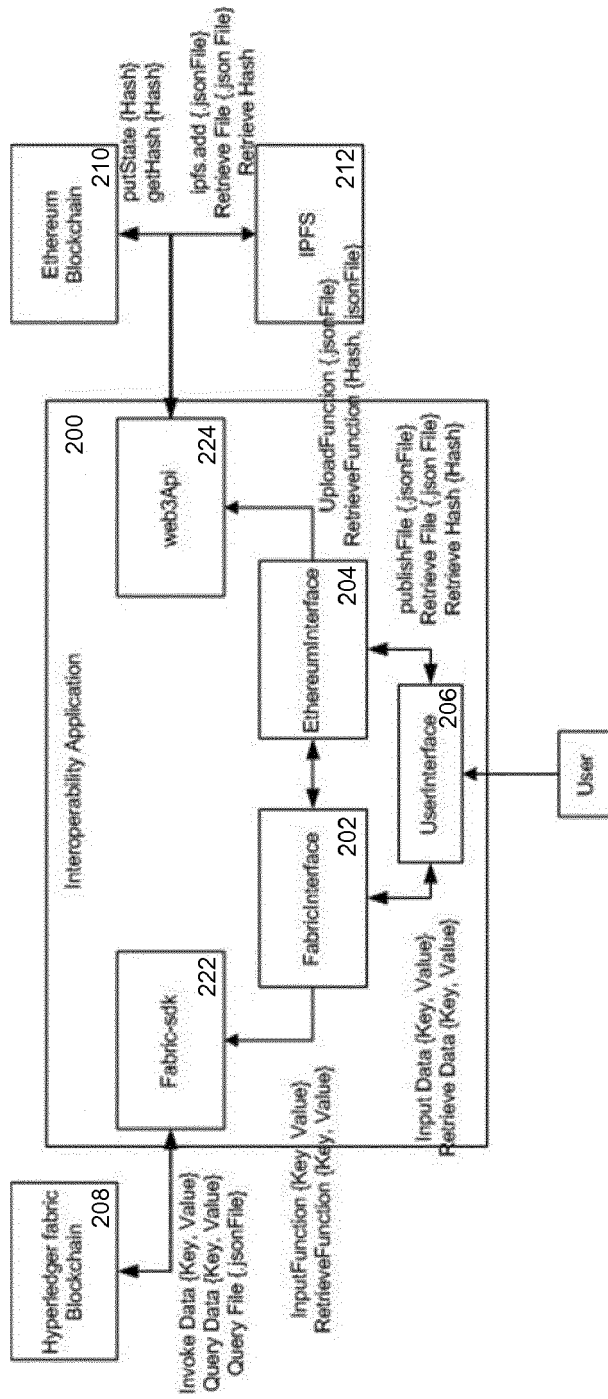 Hyperledger fabric
Blockchain
208
Invoke Data {Key, Value}
Query Data {Key, Value}
Query File {.jsonFile}
Interoperability Application
200
Fabric-sdk
222
web3Api
224
Ethereum
Blockchain
210
putState {Hash}
getHash {Hash}
ipfs.add {.jsonFile}
Retrieve File {.json File}
Retrieve Hash
IPFS
212
InputFunction {Key, Value}
RetrieveFunction {Key, Value}
FabricInterface
202
EthereumInterface
204
UploadFunction {.jsonFile}
RetrieveFunction {Hash, .jsonFile}
Input Data {Key, Value}
Retrieve Data {Key, Value}
UserInterface
206
publishFile {.jsonFile}
Retrieve File {.json File}
Retrieve Hash {Hash}
User